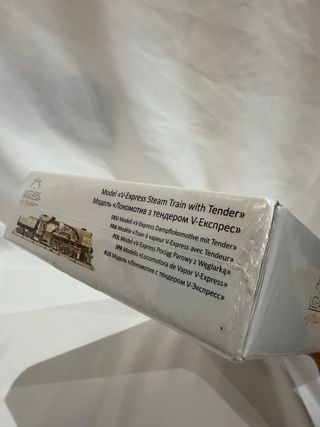 UGEARS
Model «V-Express Steam Train with Tender»
Модель «Локомотив з тендером V-Експрес»
DEU Modell «V-Express Dampflokomotive mit Tender»
FRA Modèle «Train à vapeur V-Express avec Tendeur»
POL Model «V-Express Pociąg Parowy z Węglarką»
SPA Modelo «Locomotora de Vapor V-Express»
RUS Модель «Локомотив с тендером V-Экспресс»